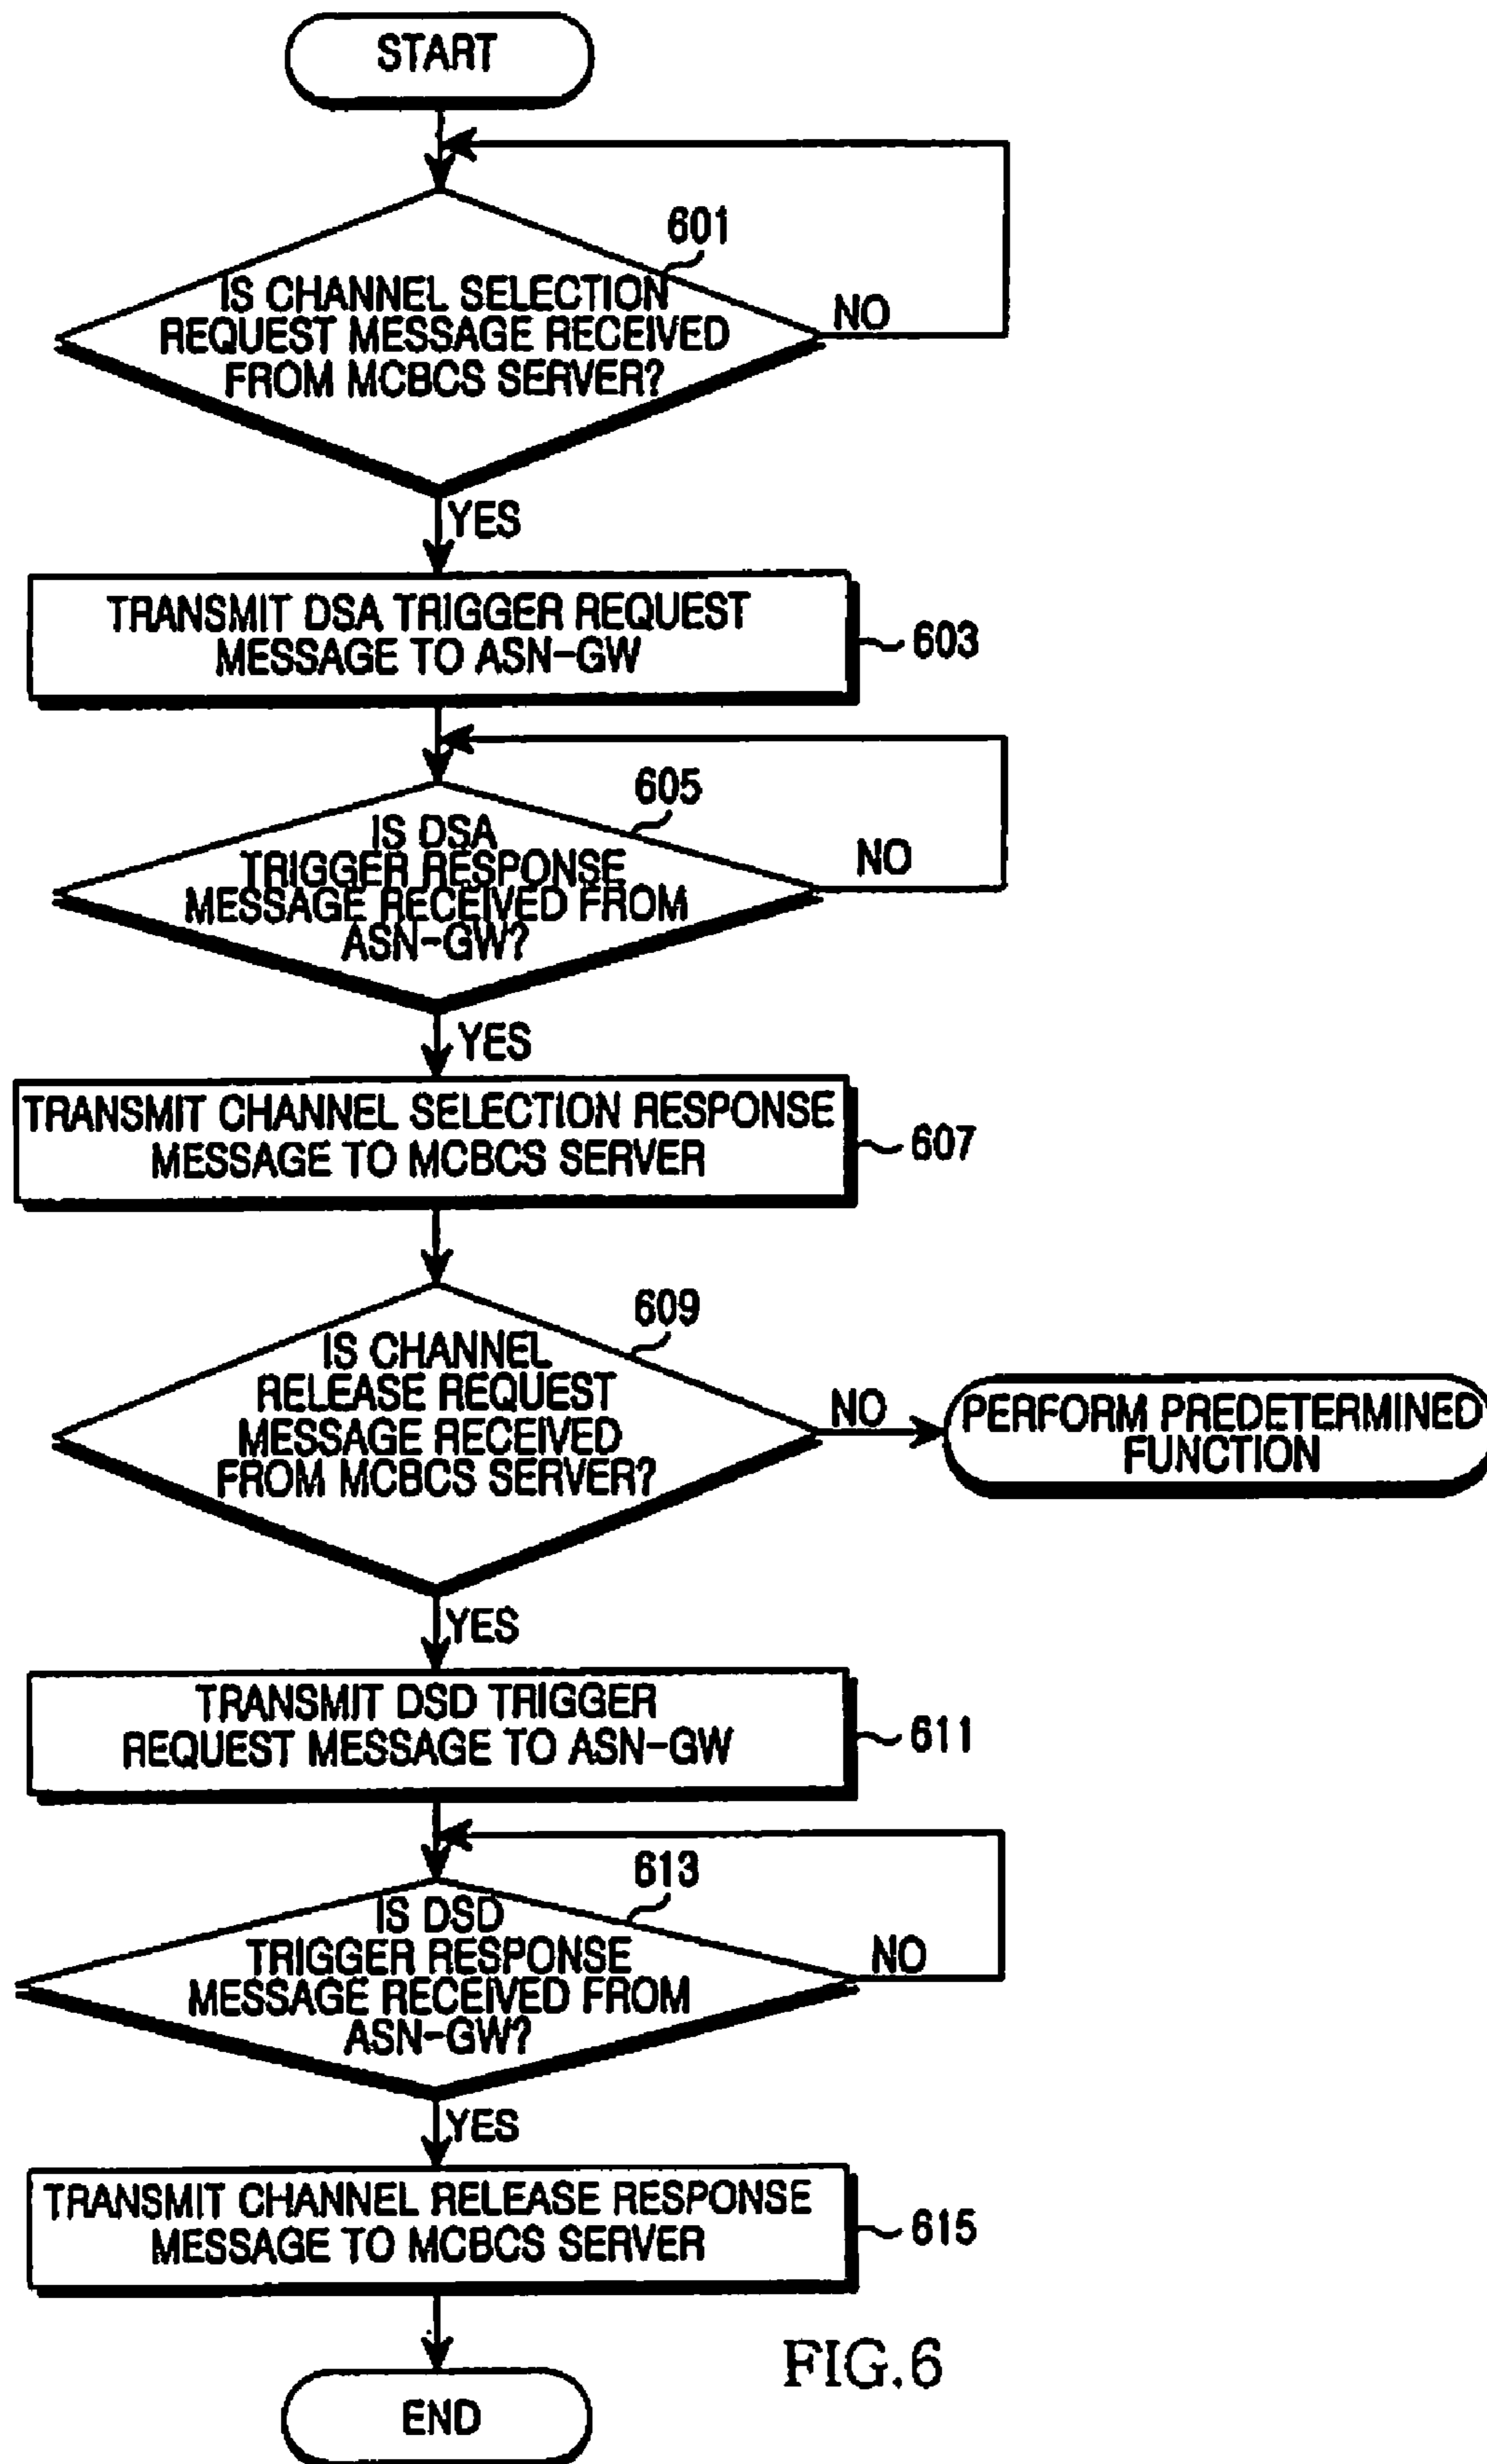 START
601
IS CHANNEL SELECTION
REQUEST MESSAGE RECEIVED
FROM MCBCS SERVER?
NO
YES
TRANSMIT DSA TRIGGER REQUEST
MESSAGE TO ASN-GW
603
605
IS DSA
TRIGGER RESPONSE
MESSAGE RECEIVED FROM
ASN-GW?
NO
YES
TRANSMIT CHANNEL SELECTION RESPONSE
MESSAGE TO MCBCS SERVER
607
609
IS CHANNEL
RELEASE REQUEST
MESSAGE RECEIVED
FROM MCBCS SERVER?
NO
PERFORM PREDETERMINED
FUNCTION
YES
TRANSMIT DSD TRIGGER
REQUEST MESSAGE TO ASN-GW
611
613
IS DSD
TRIGGER RESPONSE
MESSAGE RECEIVED FROM
ASN-GW?
NO
YES
TRANSMIT CHANNEL RELEASE RESPONSE
MESSAGE TO MCBCS SERVER
615
END
FIG.6